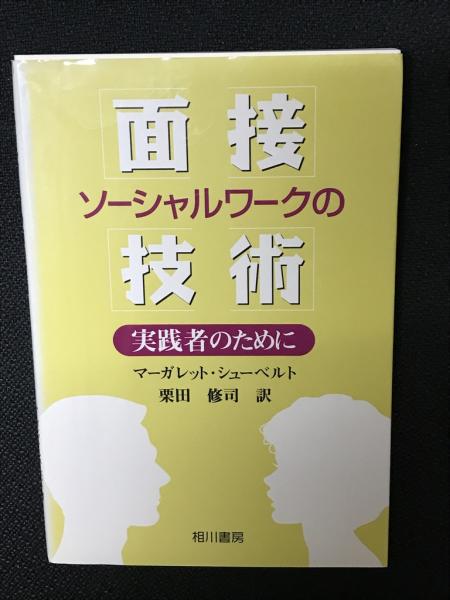 面接
ソーシャルワークの
技術
実践者のために
マーガレット・シューベルト
栗田 修司 訳
相川書房